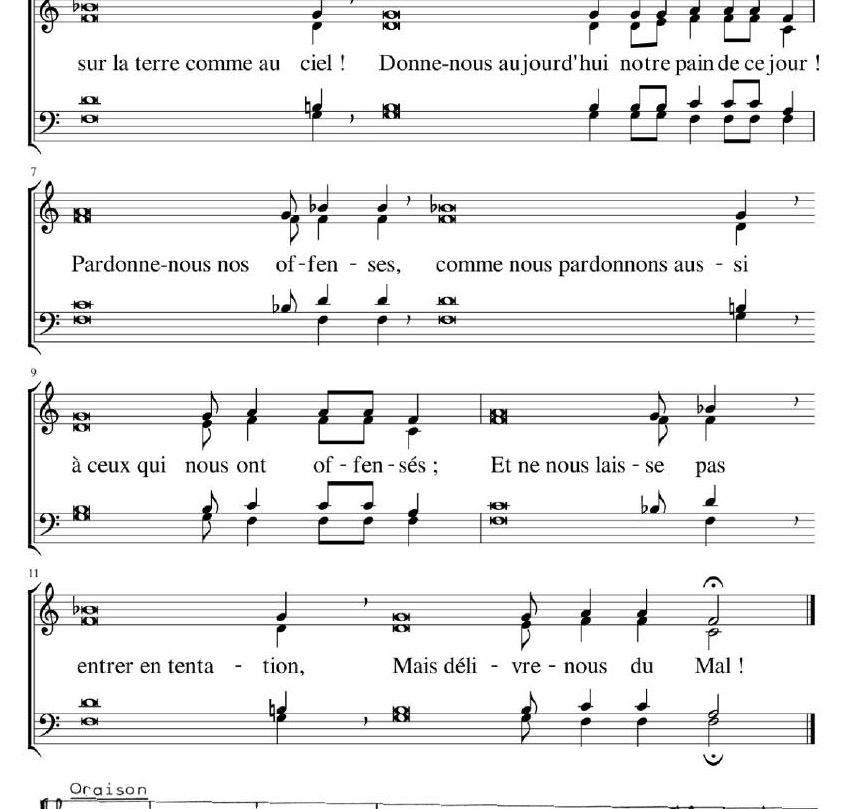 sur la terre comme au ciel ! Donne-nous aujourd'hui notre pain de ce jour !
7
Pardonne-nous nos of - fen - ses, comme nous pardonnons aus - si
9
à ceux qui nous ont of - fen - sés ; Et ne nous lais - se pas
11
entrer en tenta - tion, Mais déli - vre - nous du Mal !
Oraison